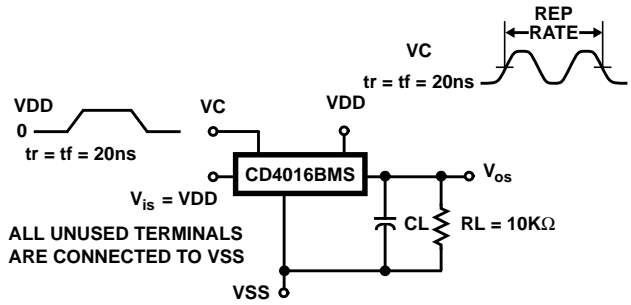 REP
RATE
VC
tr = tf = 20ns
VDD
0
tr = tf = 20ns
VC
VDD
CD4016BMS
Vis = VDD
Vos
CL
RL = 10KΩ
ALL UNUSED TERMINALS
ARE CONNECTED TO VSS
VSS